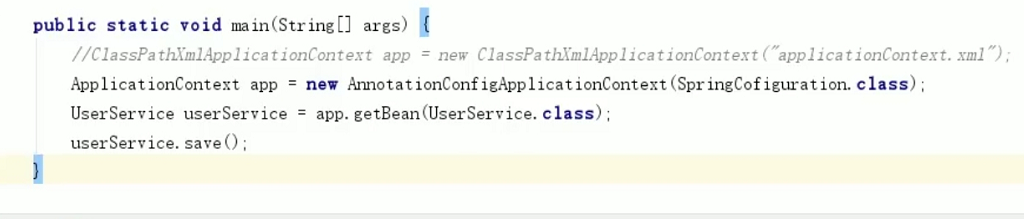 public static void main(String[] args) {
//ClassPathXmlApplicationContext app = new ClassPathXmlApplicationContext("applicationContext.xml");
ApplicationContext app = new AnnotationConfigApplicationContext(SpringCofiguration.class);
UserService userService = app.getBean(UserService.class);
userService.save();
}